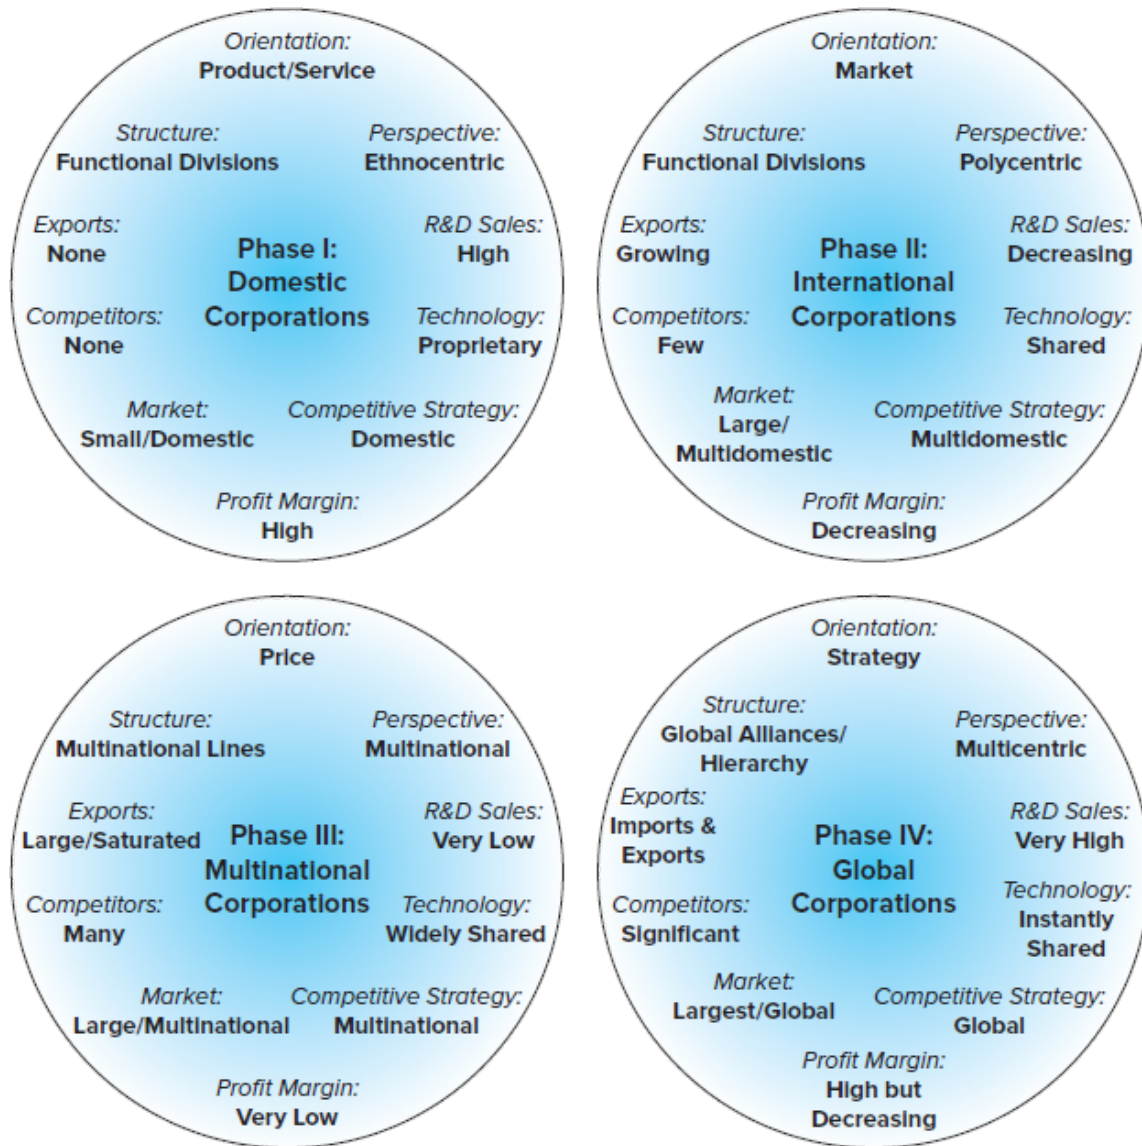 Orientation:
Product/Service
Structure:
Functional Divisions
Perspective:
Ethnocentric
Exports:
None
Phase I:
Domestic
Corporations
R&D Sales:
High
Competitors:
None
Technology:
Proprietary
Market:
Small/Domestic
Competitive Strategy:
Domestic
Profit Margin:
High
Orientation:
Market
Structure:
Functional Divisions
Perspective:
Polycentric
Exports:
Growing
Phase II:
International
Corporations
R&D Sales:
Decreasing
Competitors:
Few
Technology:
Shared
Market:
Large/
Multidomestic
Competitive Strategy:
Multidomestic
Profit Margin:
Decreasing
Orientation:
Price
Structure:
Multinational Lines
Perspective:
Multinational
Exports:
Large/Saturated
Phase III:
Multinational
Corporations
R&D Sales:
Very Low
Competitors:
Many
Technology:
Widely Shared
Market:
Large/Multinational
Competitive Strategy:
Multinational
Profit Margin:
Very Low
Orientation:
Strategy
Structure:
Global Alliances/
Hierarchy
Perspective:
Multicentric
Exports:
Imports &
Exports
Phase IV:
Global
Corporations
R&D Sales:
Very High
Competitors:
Significant
Technology:
Instantly
Shared
Market:
Largest/Global
Competitive Strategy:
Global
Profit Margin:
High but
Decreasing